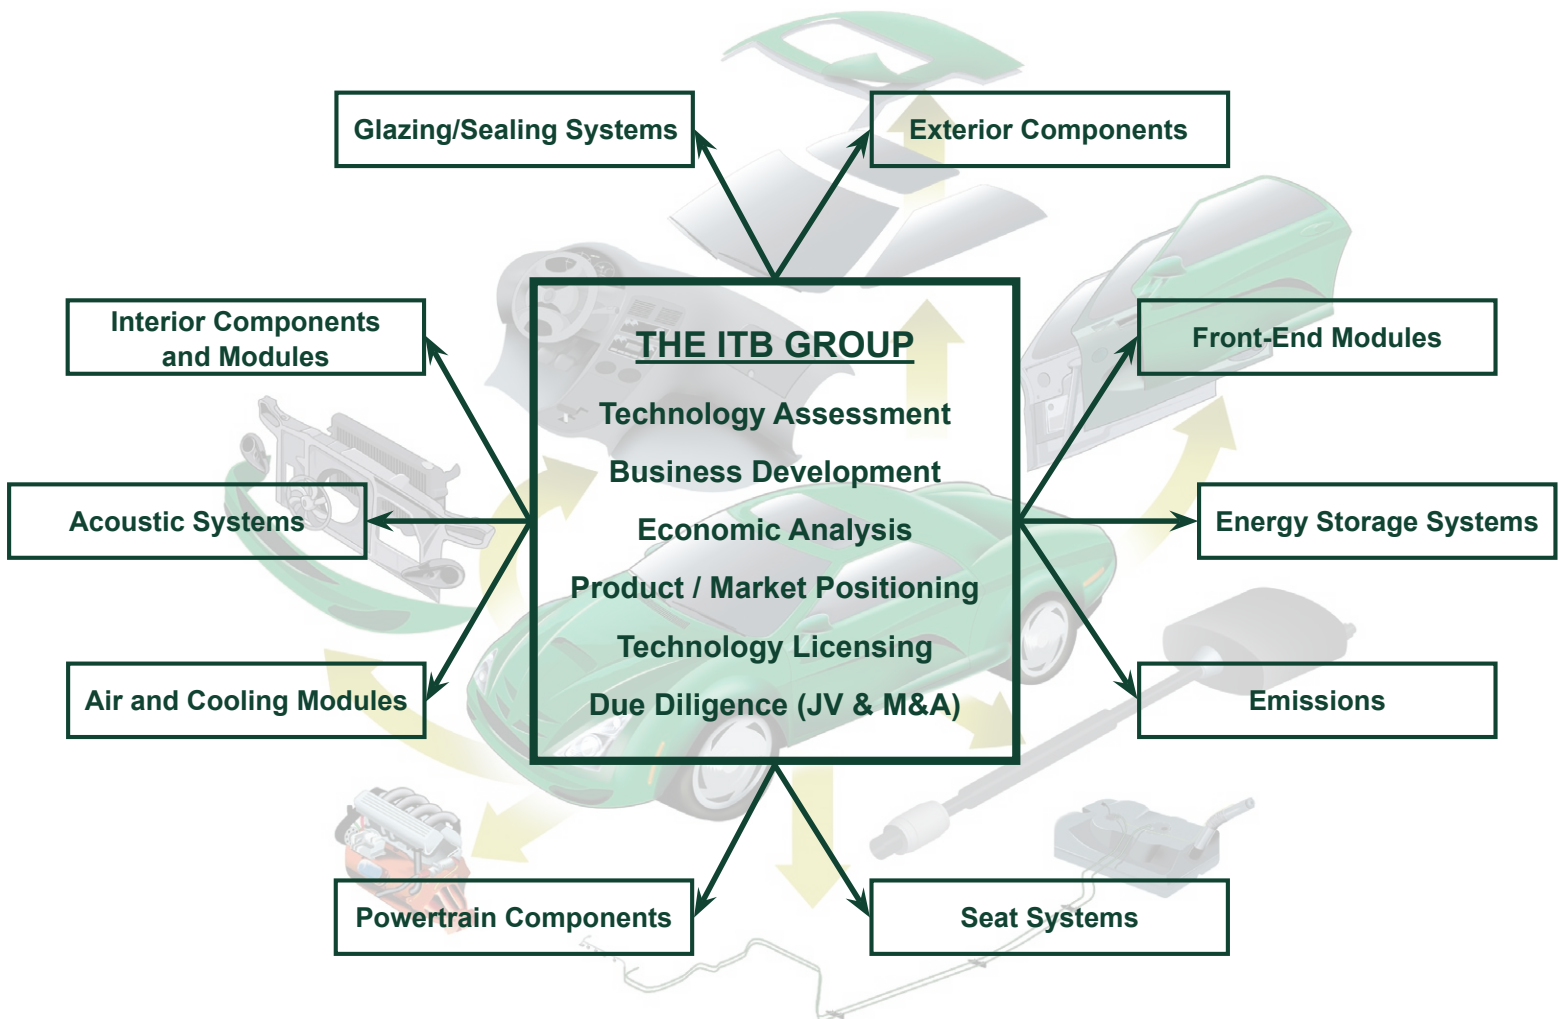 Glazing/Sealing Systems
Exterior Components
Interior Components
and Modules
THE ITB GROUP
Front-End Modules
Technology Assessment
Business Development
Acoustic Systems
Economic Analysis
Energy Storage Systems
Product / Market Positioning
Technology Licensing
Air and Cooling Modules
Due Diligence (JV & M&A)
Emissions
Powertrain Components
Seat Systems